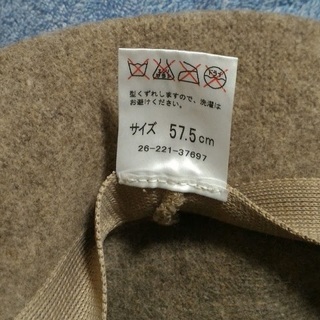 型くずれしますので、洗濯は
お避けください。
サイズ 57.5cm
26-221-37697